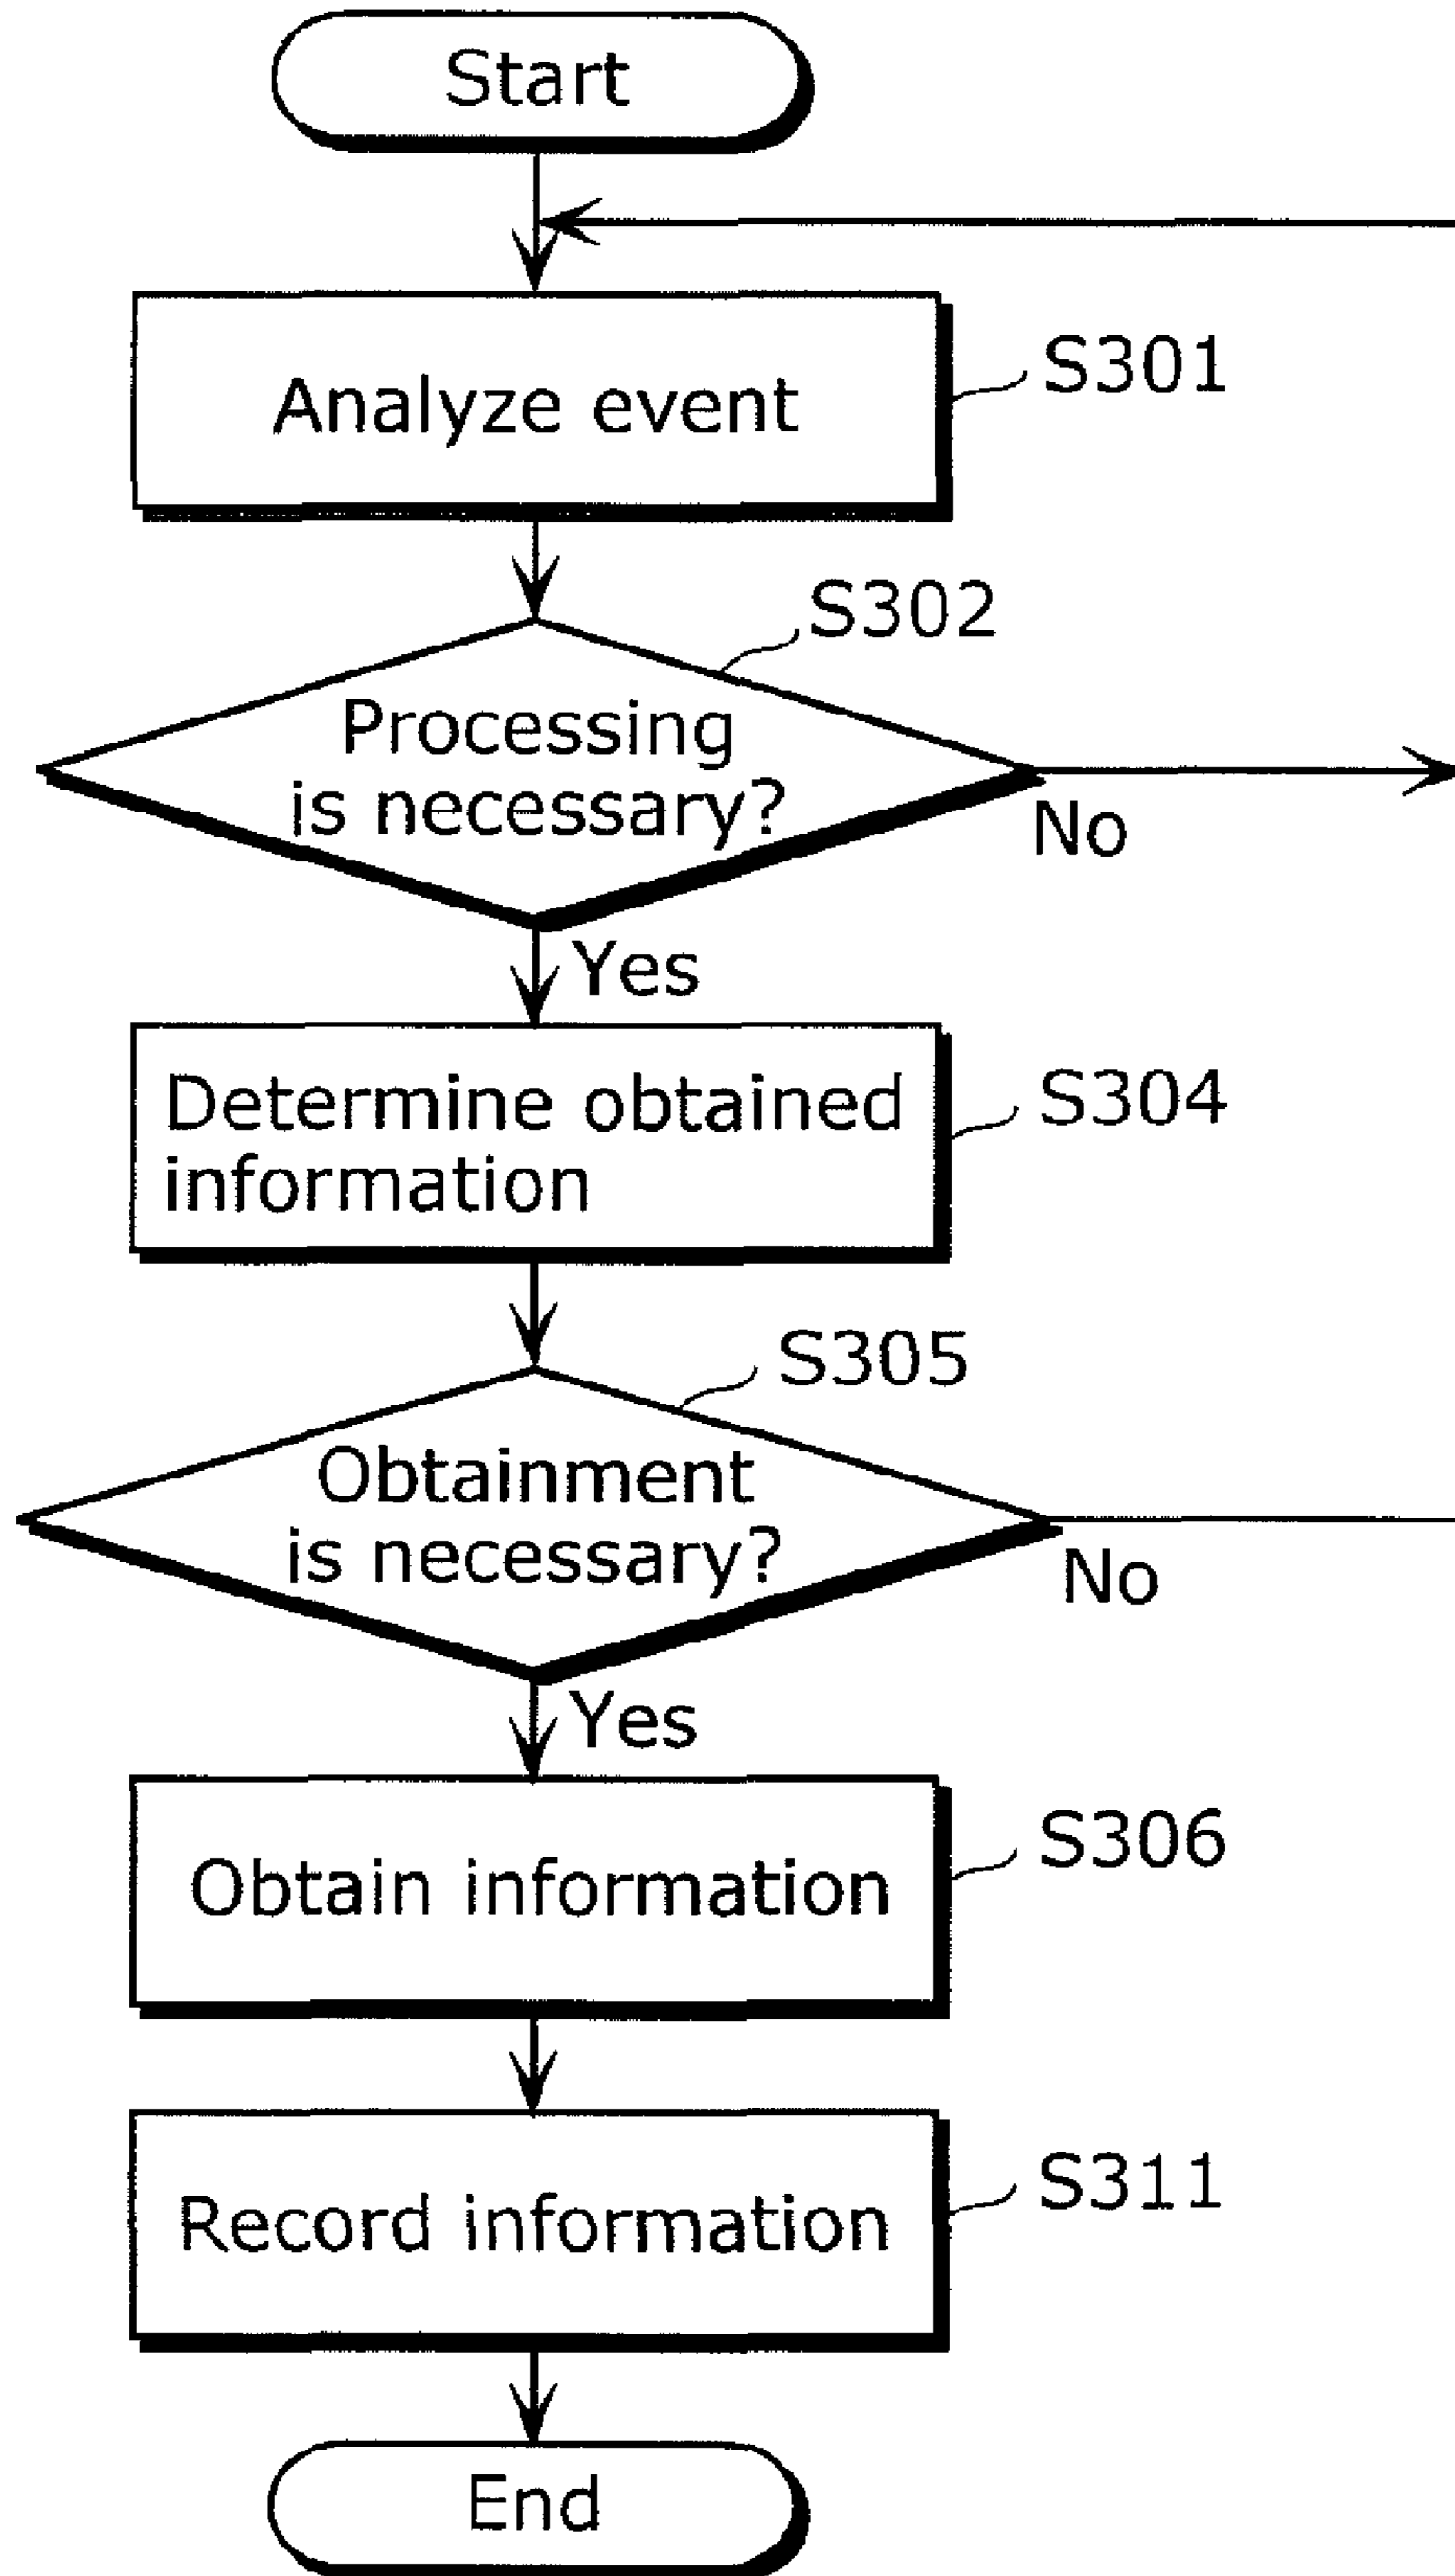 Start
Analyze event
S301
S302
Processing
is necessary?
No
Yes
Determine obtained
information
S304
S305
Obtainment
is necessary?
No
Yes
Obtain information
S306
Record information
S311
End